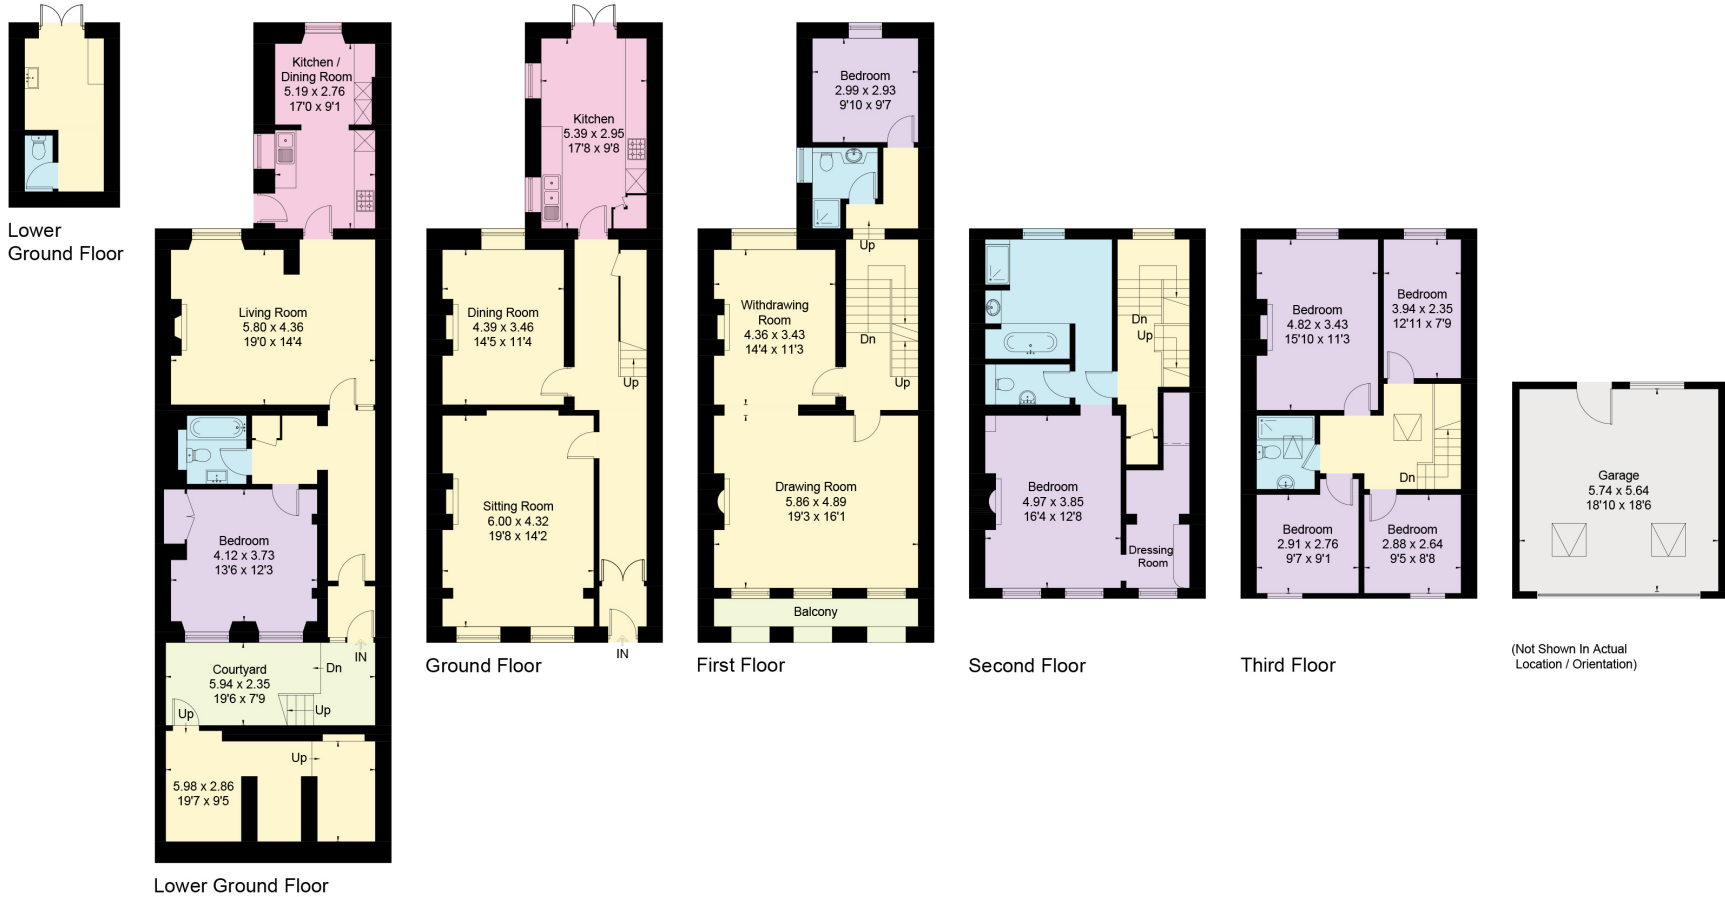 Lower
Ground Floor
Kitchen /
Dining Room
5.19 x 2.76
17'0 x 9'1
Living Room
5.80 x 4.36
19'0 x 14'4
Bedroom
4.12 x 3.73
13'6 x 12'3
IN
Courtyard
5.94 x 2.35
19'6 x 7'9
Dn
Up
Up
Up
5.98 x 2.86
19'7 x 9'5
Lower Ground Floor
Kitchen
5.39 x 2.95
17'8 x 9'8
Dining Room
4.39 x 3.46
14'5 x 11'4
Up
Sitting Room
6.00 x 4.32
19'8 x 14'2
IN
Ground Floor
Bedroom
2.99 x 2.93
9'10 x 9'7
Up
Withdrawing
Room
4.36 x 3.43
14'4 x 11'3
Dn
Up
Drawing Room
5.86 x 4.89
19'3 x 16'1
Balcony
First Floor
Dn
Up
Bedroom
4.97 x 3.85
16'4 x 12'8
Dressing
Room
Second Floor
Bedroom
4.82 x 3.43
15'10 x 11'3
Bedroom
3.94 x 2.35
12'11 x 7'9
Dn
Bedroom
2.91 x 2.76
9'7 x 9'1
Bedroom
2.88 x 2.64
9'5 x 8'8
Third Floor
Garage
5.74 x 5.64
18'10 x 18'6
(Not Shown In Actual
Location / Orientation)